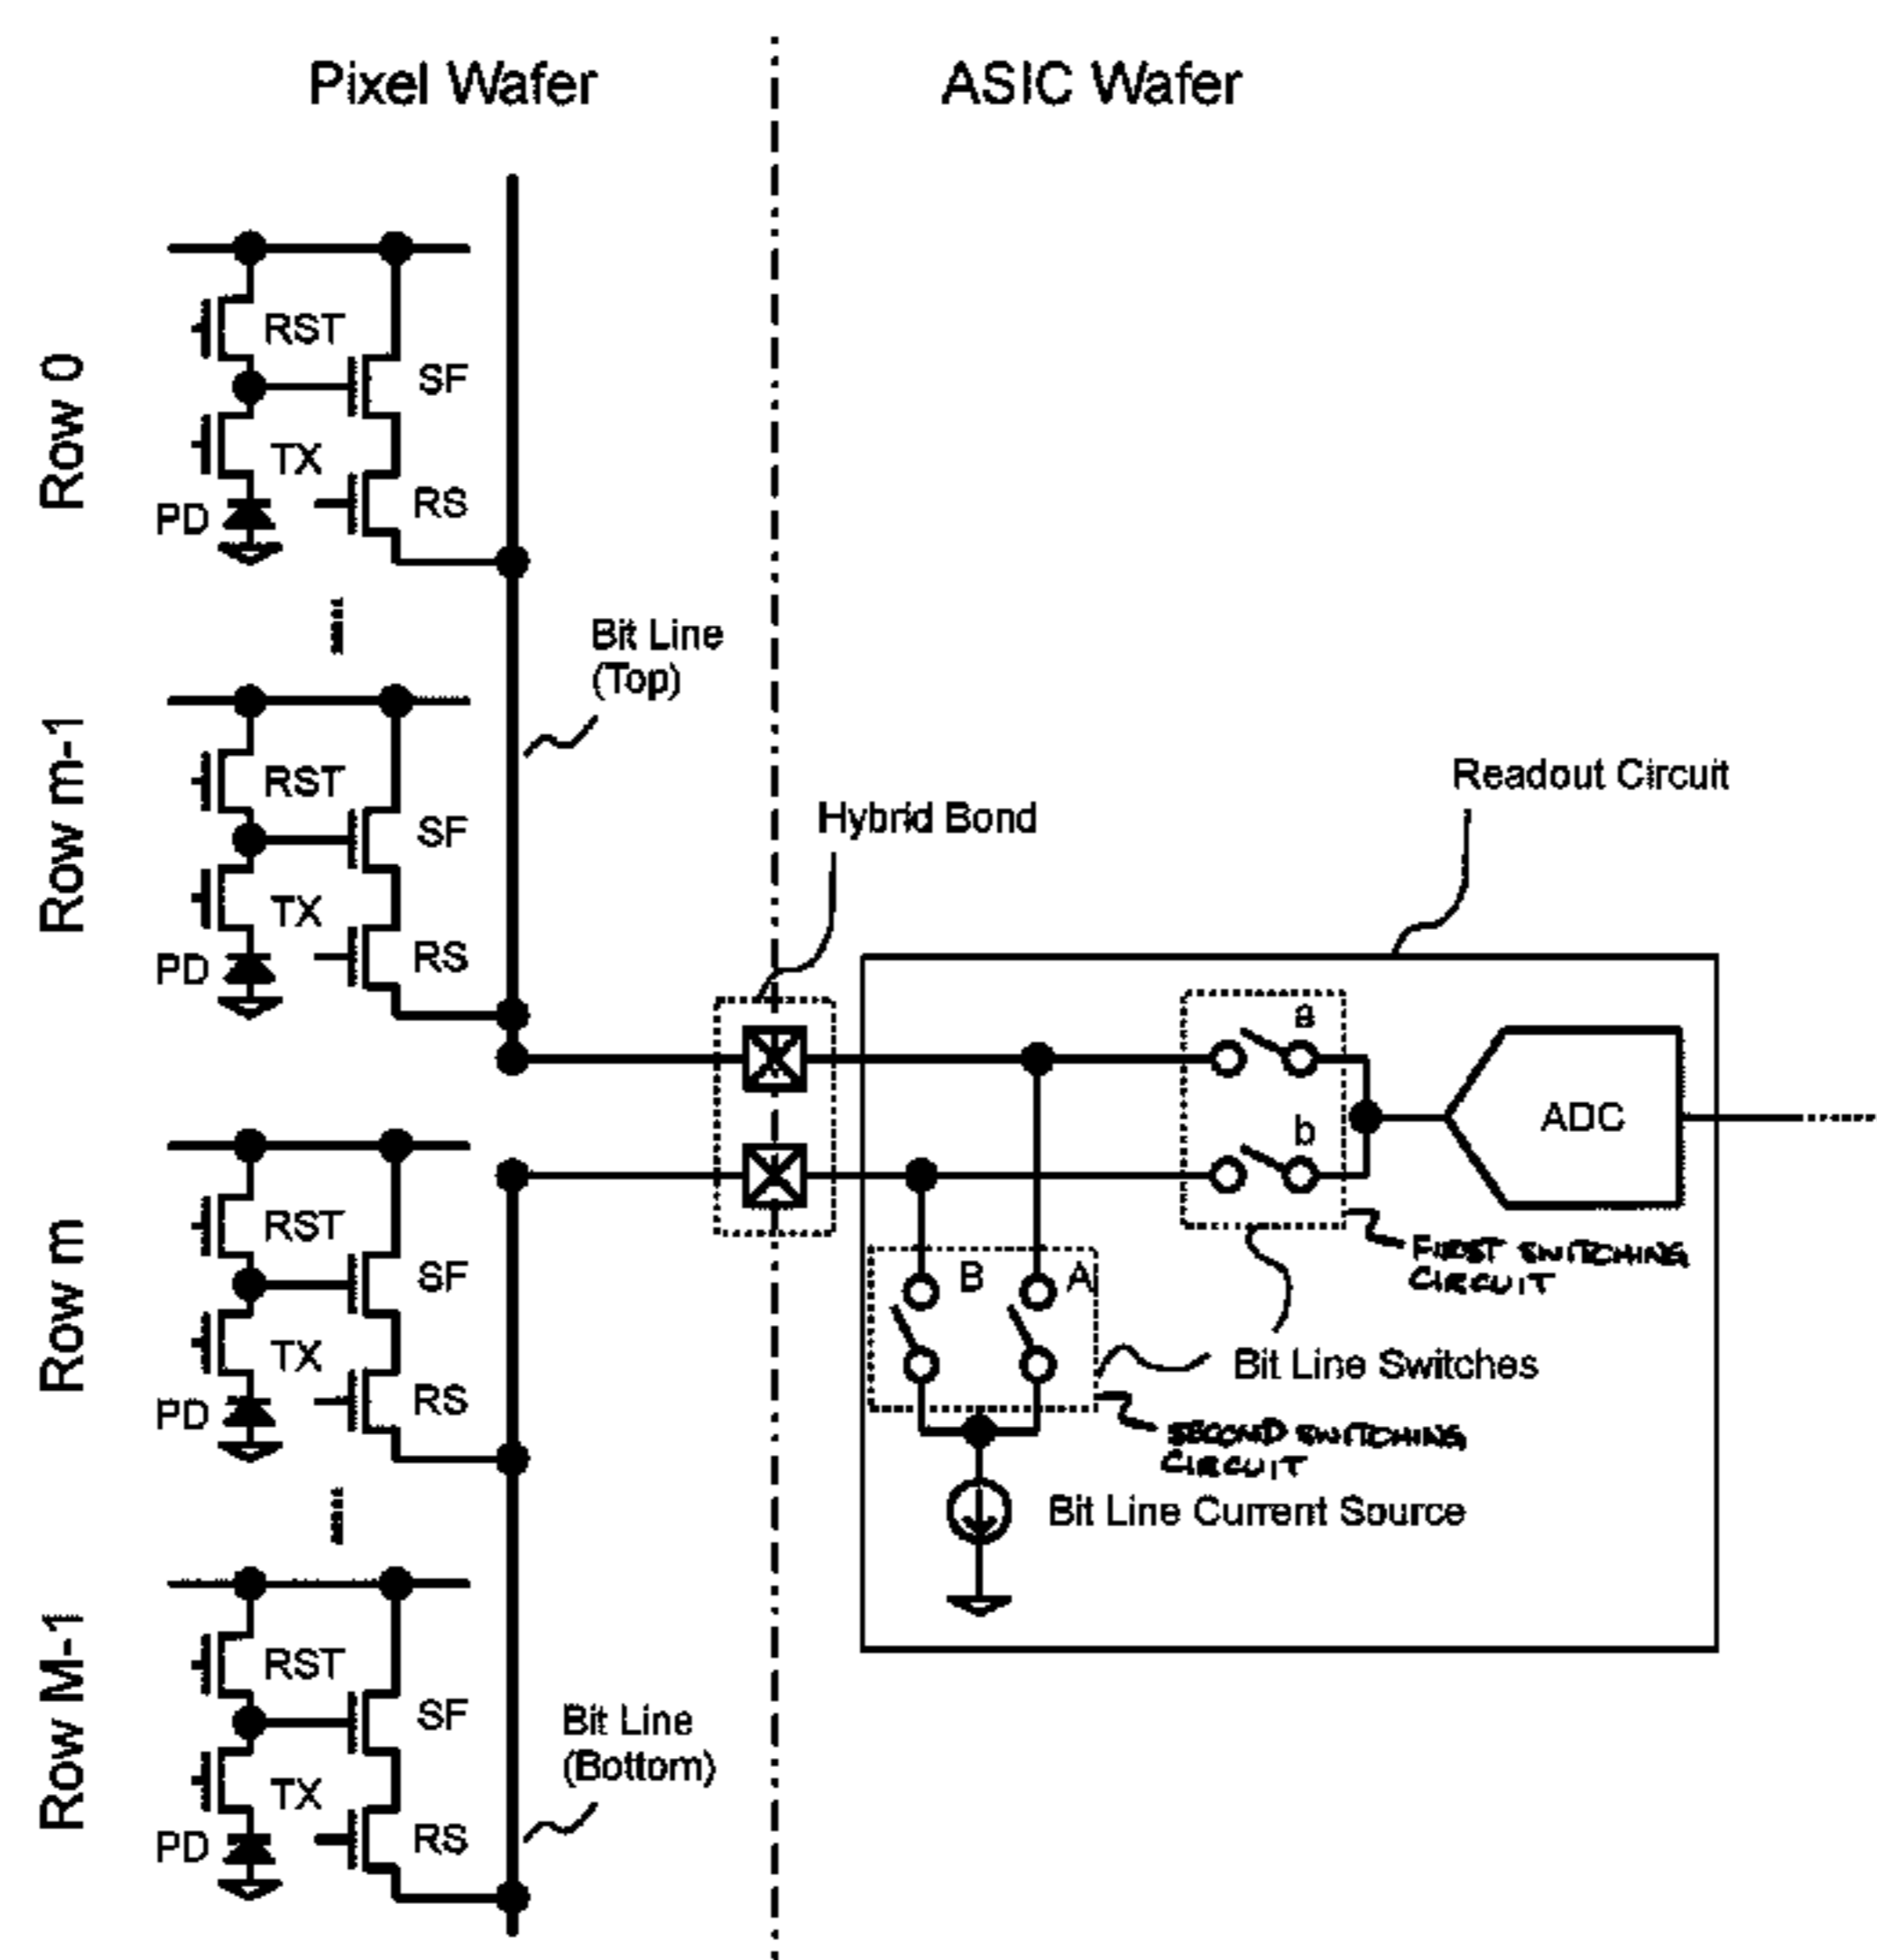 Pixel Wafer
ASIC Wafer
Row 0
RST
SF
TX
PD
RS
Bit Line
(Top)
Row m-1
RST
SF
TX
PD
RS
Hybrid Bond
Readout Circuit
a
b
ADC
FIRST SWITCHING
CIRCUIT
Row m
RST
SF
TX
PD
RS
B
A
Bit Line Switches
SECOND SWITCHING
CIRCUIT
Bit Line Current Source
Row M-1
RST
SF
TX
PD
RS
Bit Line
(Bottom)